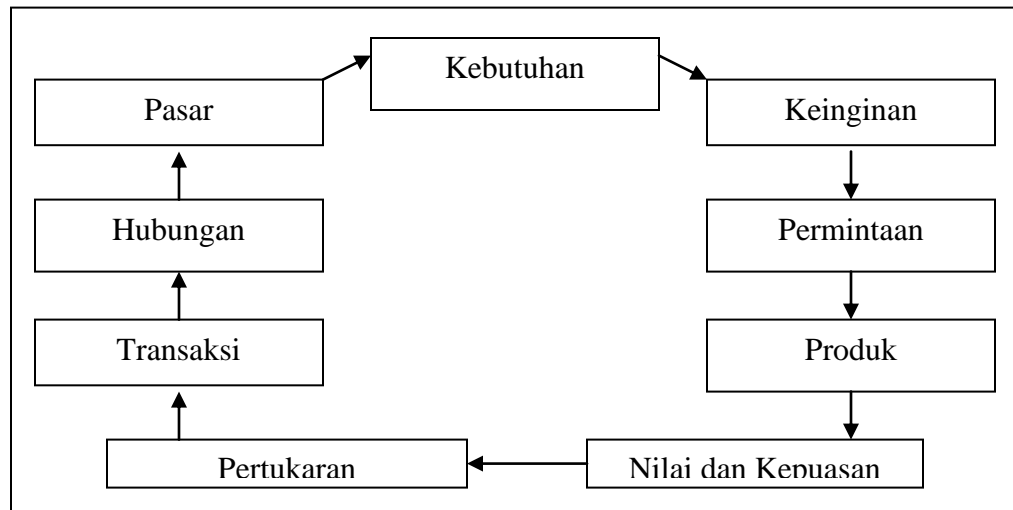 Kebutuhan
Pasar
Keinginan
Hubungan
Permintaan
Transaksi
Produk
Pertukaran
Nilai dan Kepuasan